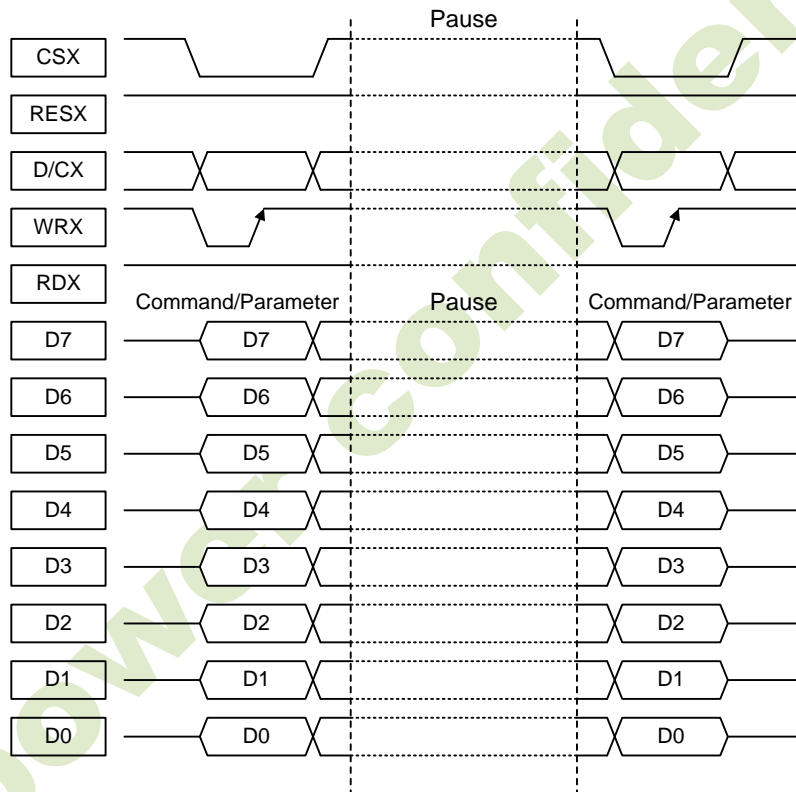 Pause
CSX
RESX
D/CX
WRX
RDX
Command/Parameter Pause Command/Parameter
D7 D7 D7
D6 D6 D6
D5 D5 D5
D4 D4 D4
D3 D3 D3
D2 D2 D2
D1 D1 D1
D0 D0 D0